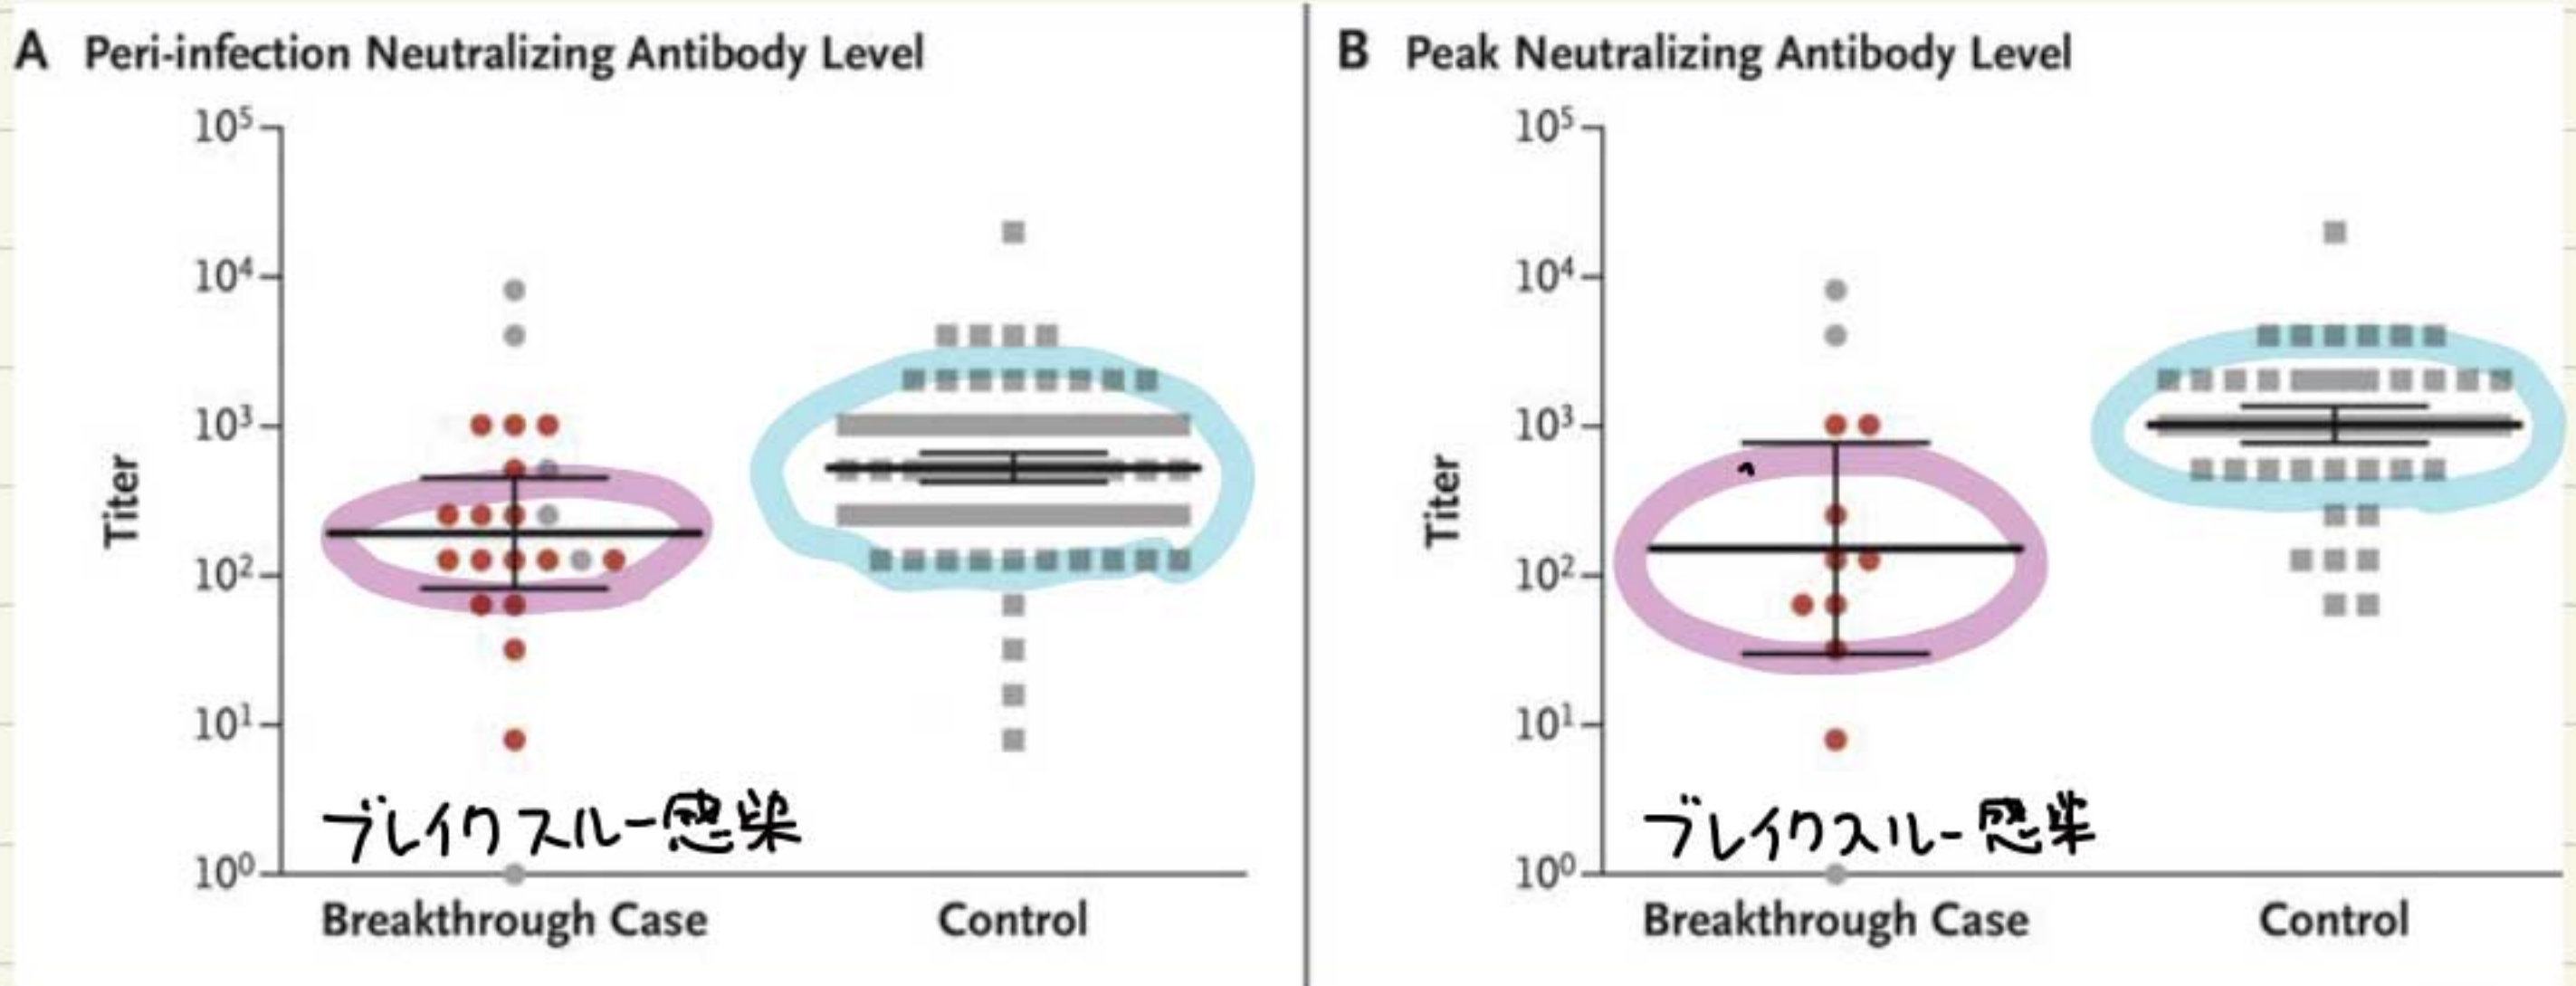 A Peri-infection Neutralizing Antibody Level
10⁵
10⁴
10³
10²
10¹
10⁰
Titer
ブレイクスルー感染
Breakthrough Case
Control
B Peak Neutralizing Antibody Level
10⁵
10⁴
10³
10²
10¹
10⁰
Titer
ブレイクスルー感染
Breakthrough Case
Control